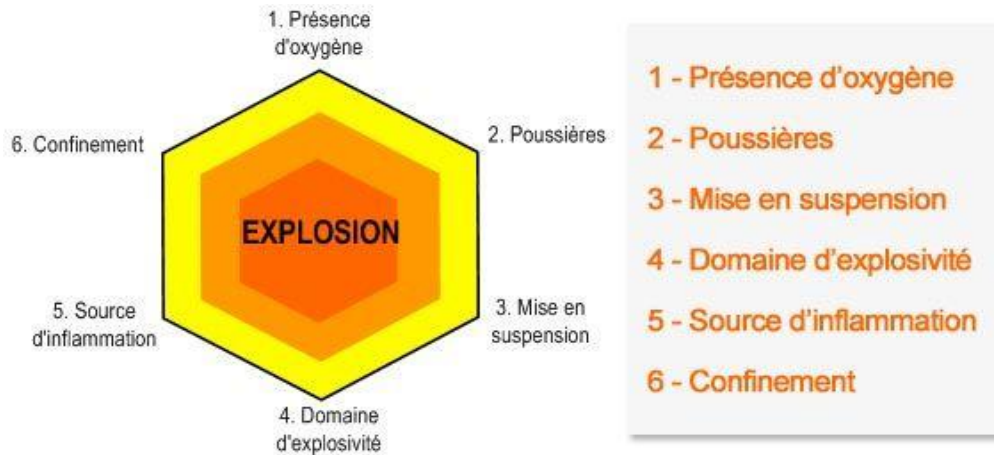 1. Présence
d'oxygène
6. Confinement
2. Poussières
EXPLOSION
5. Source
d'inflammation
3. Mise en
suspension
4. Domaine
d'explosivité
1 - Présence d'oxygène
2 - Poussières
3 - Mise en suspension
4 - Domaine d'explosivité
5 - Source d'inflammation
6 - Confinement